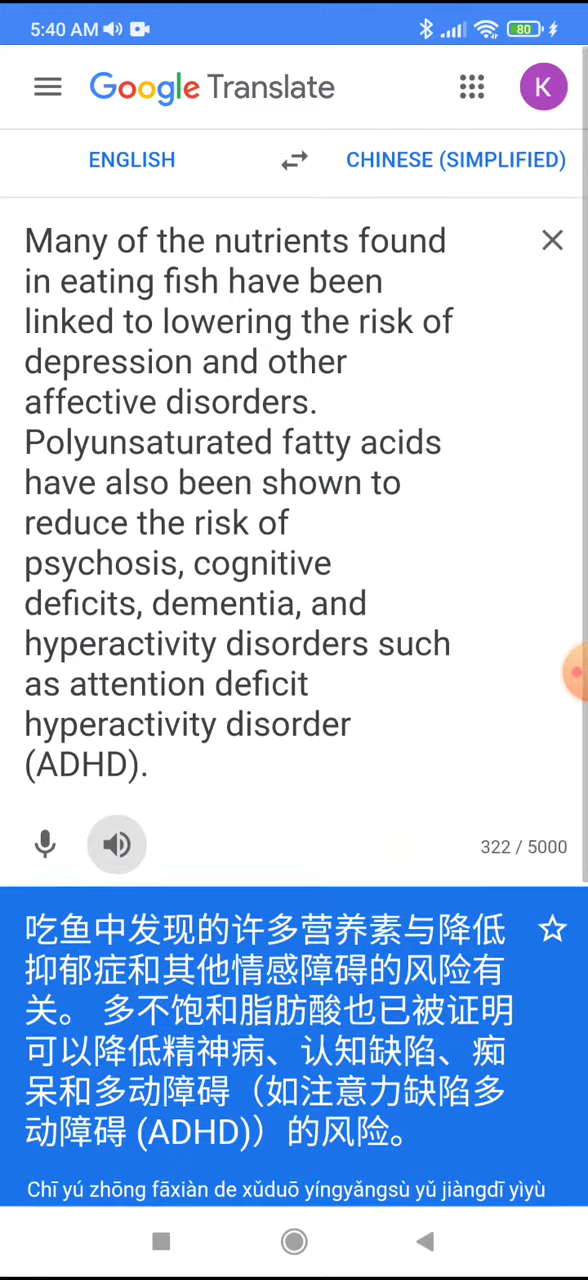 5:40 AM
80
Google Translate
K
ENGLISH
CHINESE (SIMPLIFIED)
Many of the nutrients found
in eating fish have been
linked to lowering the risk of
depression and other
affective disorders.
Polyunsaturated fatty acids
have also been shown to
reduce the risk of
psychosis, cognitive
deficits, dementia, and
hyperactivity disorders such
as attention deficit
hyperactivity disorder
(ADHD).
322 / 5000
吃鱼中发现的许多营养素与降低
抑郁症和其他情感障碍的风险有
关。 多不饱和脂肪酸也已被证明
可以降低精神病、认知缺陷、痴
呆和多动障碍（如注意力缺陷多
动障碍 (ADHD)）的风险。
Chī yú zhōng fāxiàn de xǔduō yíngyǎngsù yǔ jiàngdī yìyù